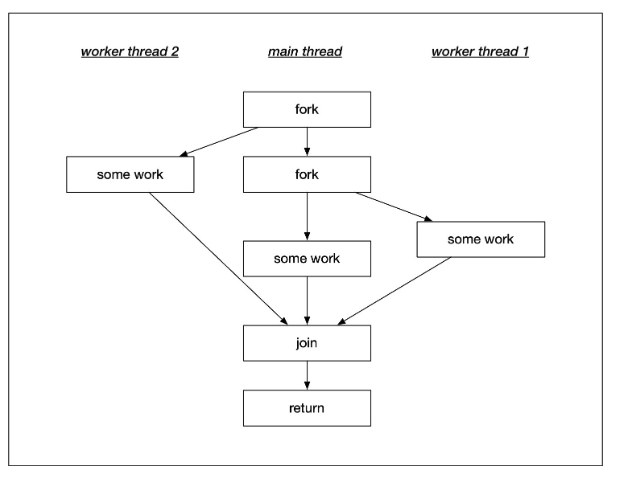 worker thread 2 main thread worker thread 1
fork
some work fork
some work
some work
join
return